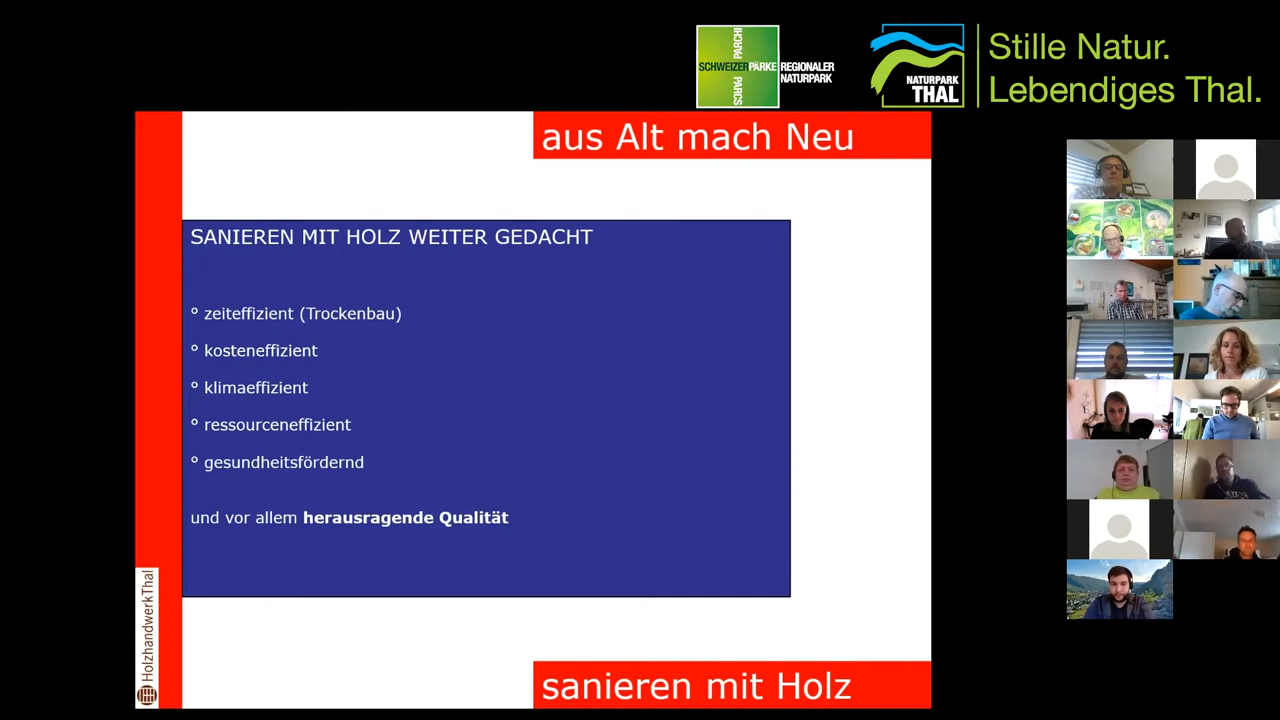 SCHWEIZER PÄRKE
PARCHI
PARCS
REGIONALER
NATURPARK
NATURPARK
THAL
Stille Natur.
Lebendiges Thal.
aus Alt mach Neu
SANIEREN MIT HOLZ WEITER GEDACHT
° zeiteffizient (Trockenbau)
° kosteneffizient
° klimaeffizient
° ressourceneffizient
° gesundheitsfördernd
und vor allem herausragende Qualität
HolzhandwerkThal
sanieren mit Holz